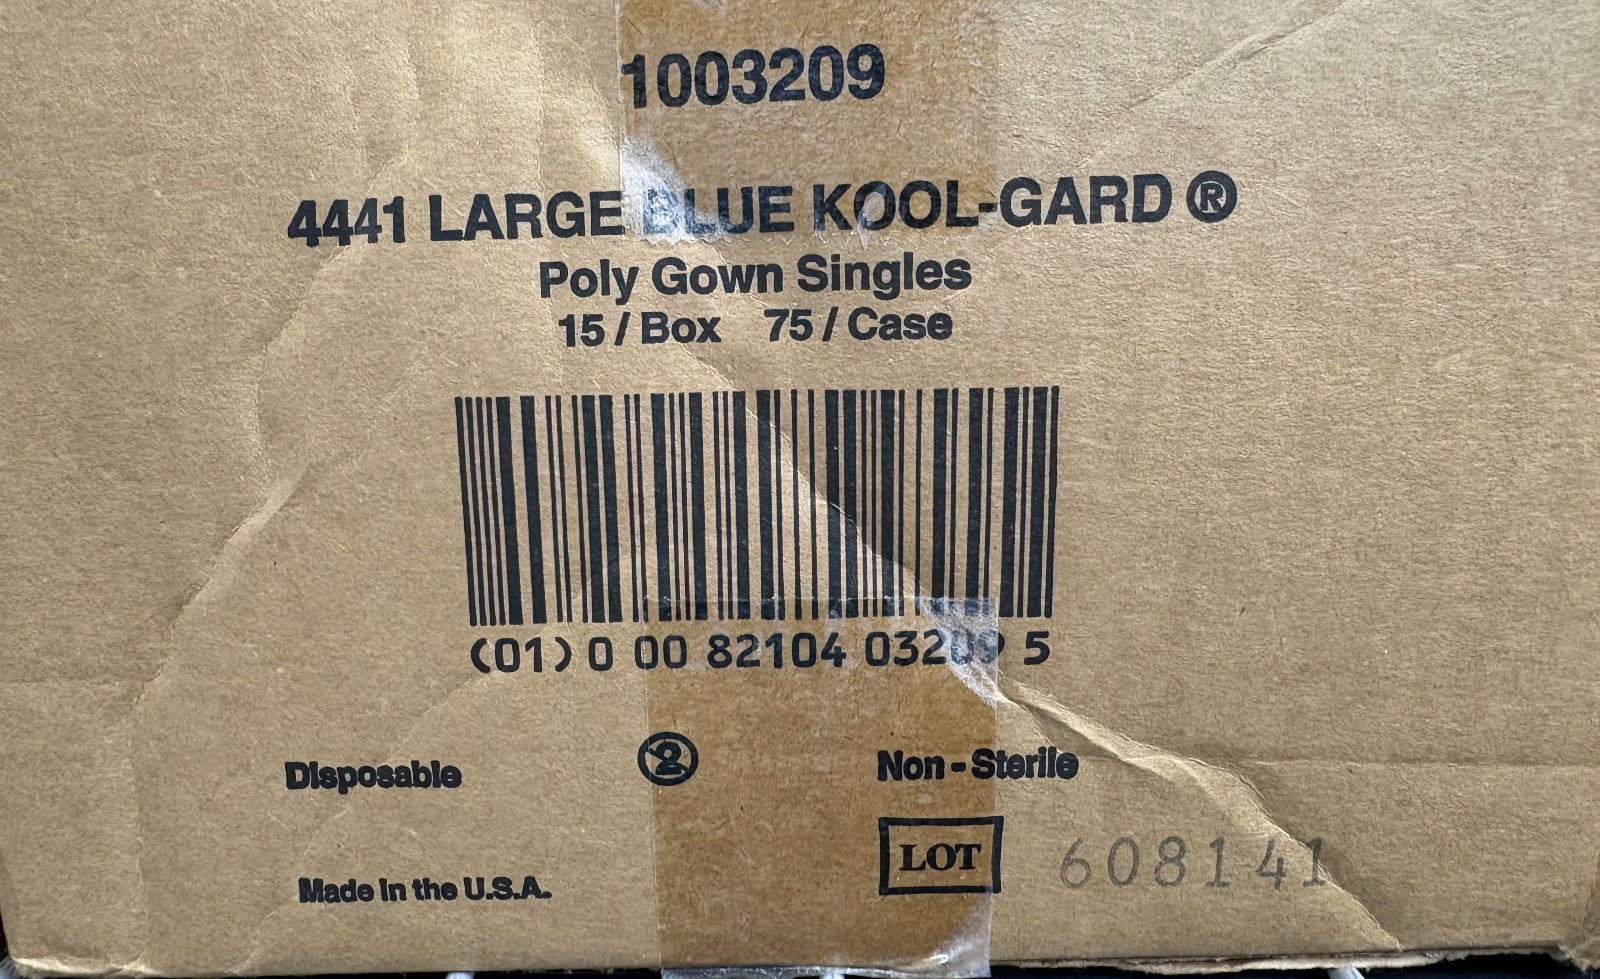 1003209
4441 LARGE BLUE KOOL-GARD ®
Poly Gown Singles
15 / Box 75 / Case
(01) 0 00 82104 03209 5
Disposable ② Non - Sterile
LOT 608141
Made in the U.S.A.